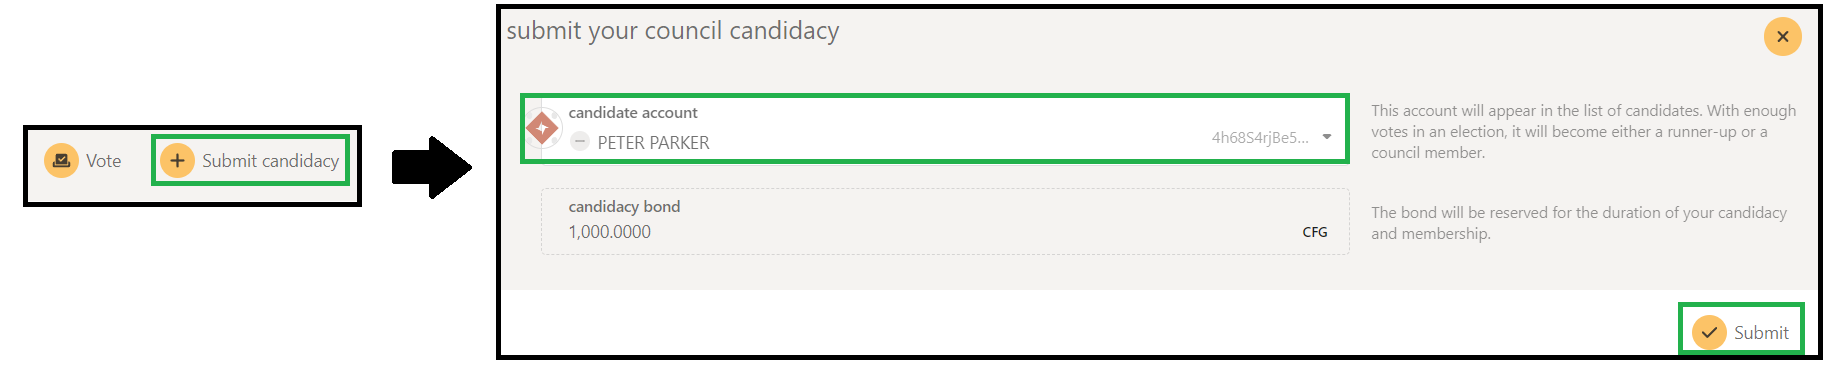 Vote
Submit candidacy
submit your council candidacy
candidate account
PETER PARKER
4h68S4rjBe5...
This account will appear in the list of candidates. With enough
votes in an election, it will become either a runner-up or a
council member.
candidacy bond
1,000.0000
CFG
The bond will be reserved for the duration of your candidacy
and membership.
Submit